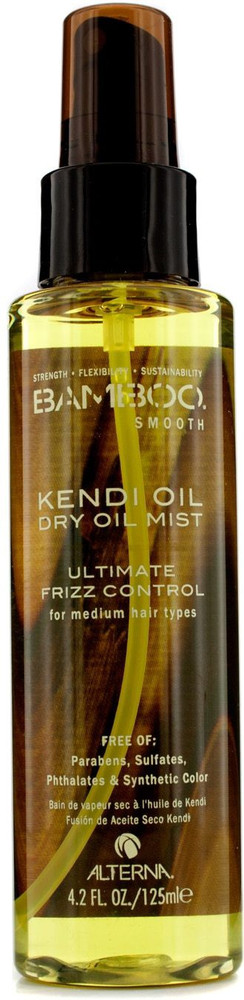 STRENGTH • FLEXIBILITY • SUSTAINABILITY
BAMBOO.
SMOOTH
KENDI OIL
DRY OIL MIST
ULTIMATE
FRIZZ CONTROL
for medium hair types
FREE OF:
Parabens, Sulfates,
Phthalates & Synthetic Color
Bain de vapeur sec à l'huile de Kendi
Fusión de Aceite Seco Kendi
ALTERNA
4.2 FL. OZ./125ml℮